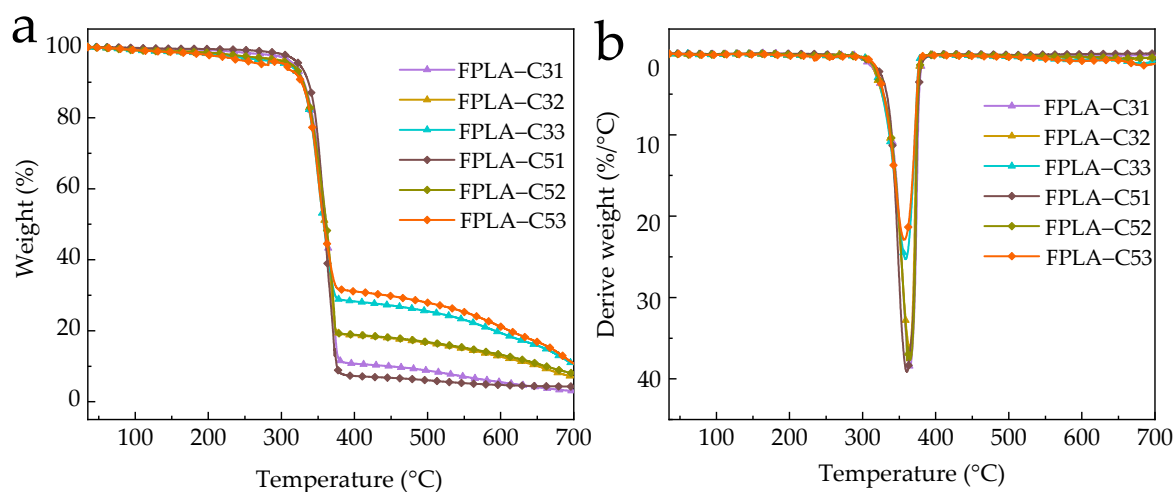 a
100
80
60
40
20
0
Weight (%)
FPLA–C31
FPLA–C32
FPLA–C33
FPLA–C51
FPLA–C52
FPLA–C53
100 200 300 400 500 600 700
Temperature (°C)
b
0
10
20
30
40
Derive weight (%/°C)
FPLA–C31
FPLA–C32
FPLA–C33
FPLA–C51
FPLA–C52
FPLA–C53
100 200 300 400 500 600 700
Temperature (°C)